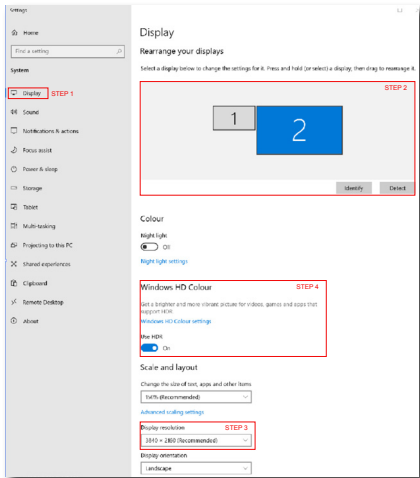 Settings
Home
Find a setting
System
Display STEP 1
Sound
Notifications & actions
Focus assist
Power & sleep
Storage
Tablet
Multi-tasking
Projecting to this PC
Shared experiences
Clipboard
Remote Desktop
About
Display
Rearrange your displays
Select a display below to change the settings for it. Press and hold (or select) a display, then drag to rearrange it.
STEP 2
1
2
Identify Detect
Colour
Night light
Off
Night light settings
Windows HD Colour STEP 4
Get a brighter and more vibrant picture for videos, games and apps that
support HDR
Windows HD Colour settings
Use HDR
On
Scale and layout
Change the size of text, apps and other items
(Recommended)
Advanced scaling settings
Display resolution STEP 3
3840 × 2160 (Recommended)
Display orientation
Landscape